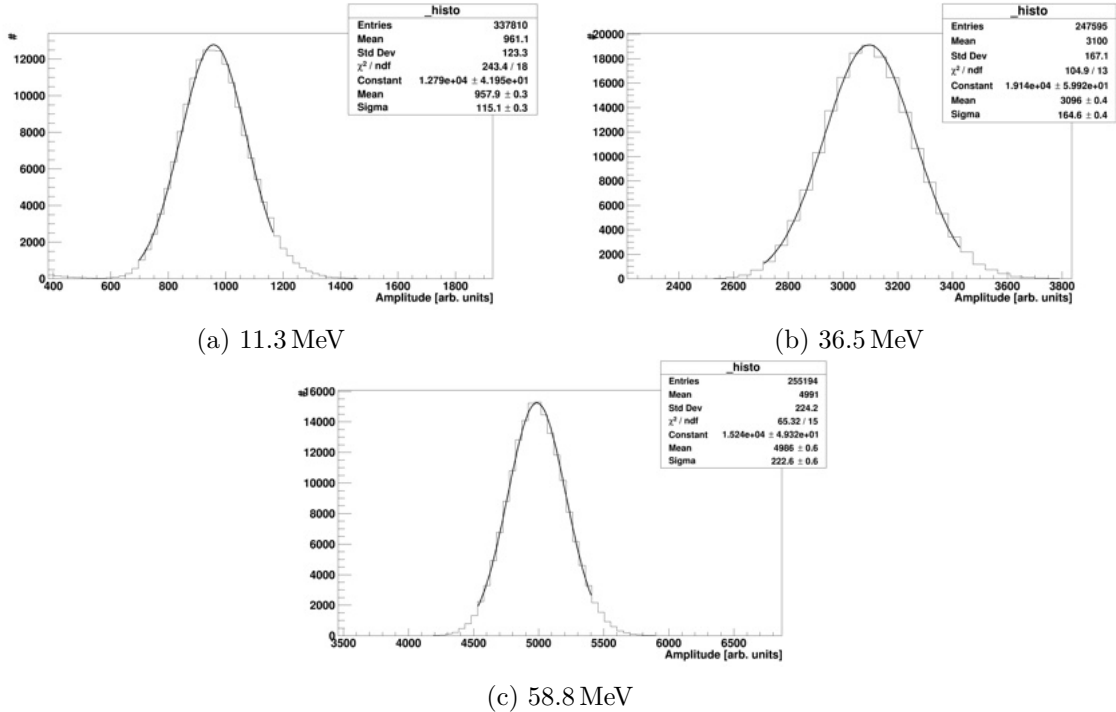 _histo
Entries 337810
Mean 961.1
Std Dev 123.3
χ² / ndf 243.4 / 18
Constant 1.279e+04 ± 4.195e+01
Mean 957.9 ± 0.3
Sigma 115.1 ± 0.3
#
12000
10000
8000
6000
4000
2000
0
400 600 800 1000 1200 1400 1600 1800
Amplitude [arb. units]
(a) 11.3 MeV
_histo
Entries 247595
Mean 3100
Std Dev 167.1
χ² / ndf 104.9 / 13
Constant 1.914e+04 ± 5.992e+01
Mean 3096 ± 0.4
Sigma 164.6 ± 0.4
#
20000
18000
16000
14000
12000
10000
8000
6000
4000
2000
0
2400 2600 2800 3000 3200 3400 3600 3800
Amplitude [arb. units]
(b) 36.5 MeV
_histo
Entries 255194
Mean 4991
Std Dev 224.2
χ² / ndf 65.32 / 15
Constant 1.524e+04 ± 4.932e+01
Mean 4986 ± 0.6
Sigma 222.6 ± 0.6
#
16000
14000
12000
10000
8000
6000
4000
2000
0
3500 4000 4500 5000 5500 6000 6500
Amplitude [arb. units]
(c) 58.8 MeV